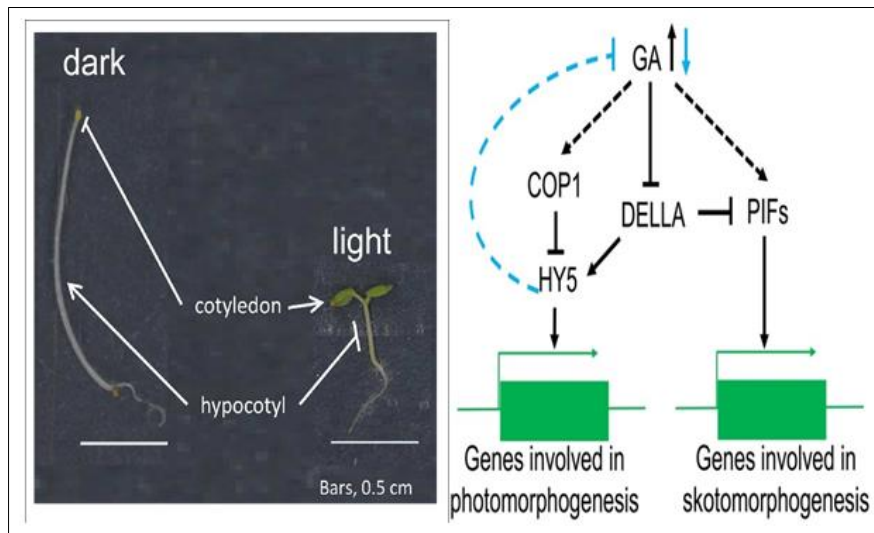 dark
light
cotyledon
hypocotyl
Bars, 0.5 cm
GA
COP1
DELLA
PIFs
HY5
Genes involved in
photomorphogenesis
Genes involved in
skotomorphogenesis